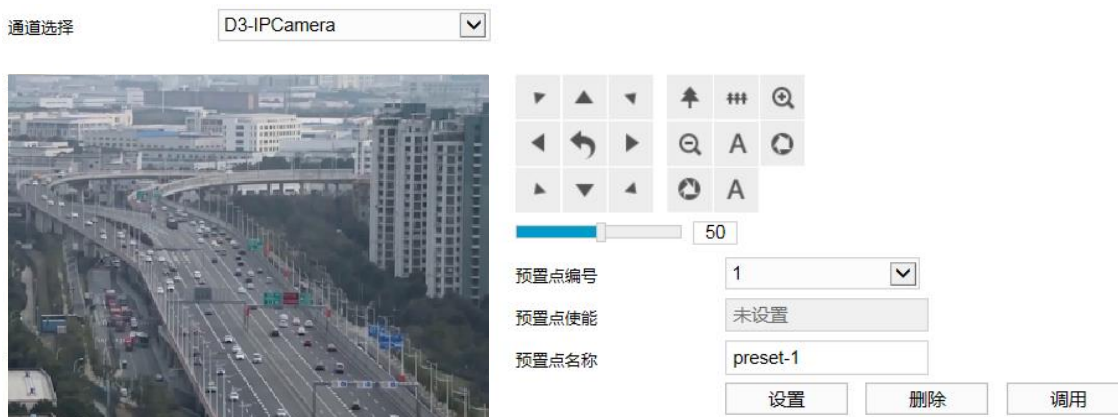 通道选择
D3-IPCamera
A
A
50
预置点编号
1
预置点使能
未设置
预置点名称
preset-1
设置
删除
调用